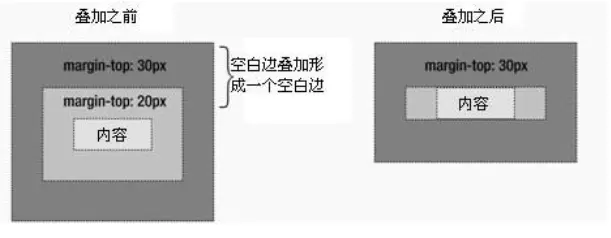 叠加之前
叠加之后
margin-top: 30px
空白边叠加形
成一个空白边
margin-top: 20px
内容
margin-top: 30px
内容